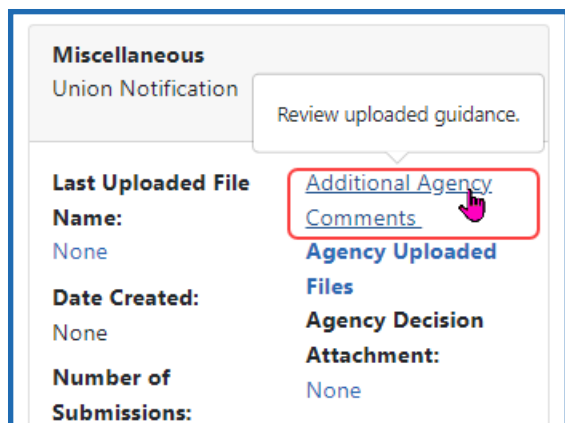 Miscellaneous
Union Notification
Review uploaded guidance.
Last Uploaded File
Name:
None
Date Created:
None
Number of
Submissions:
Additional Agency
Comments
Agency Uploaded
Files
Agency Decision
Attachment:
None